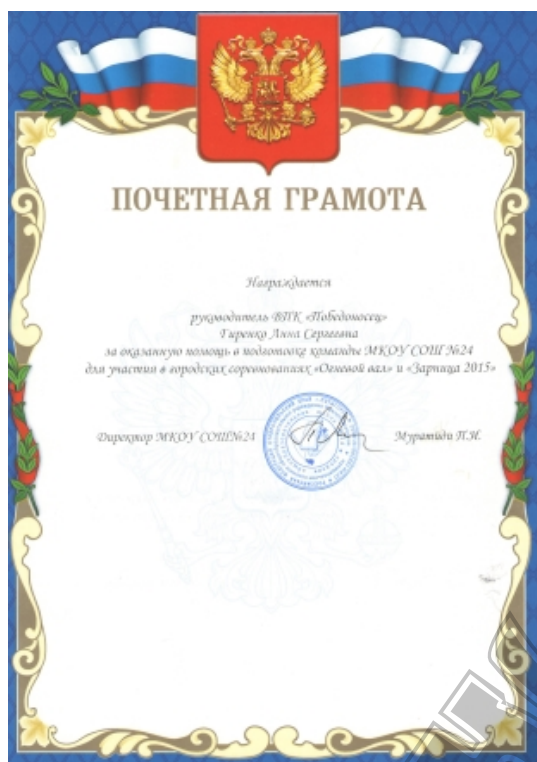 ПОЧЕТНАЯ ГРАМОТА
Награждается
руководитель ВПК «Победоносец»
Гиренко Анна Сергеевна
за оказанную помощь в подготовке команды МКОУ СОШ №24
для участия в городских соревнованиях «Огневой вал» и «Зарница 2015»
Директор МКОУ СОШ№24 Муратиди П.И.